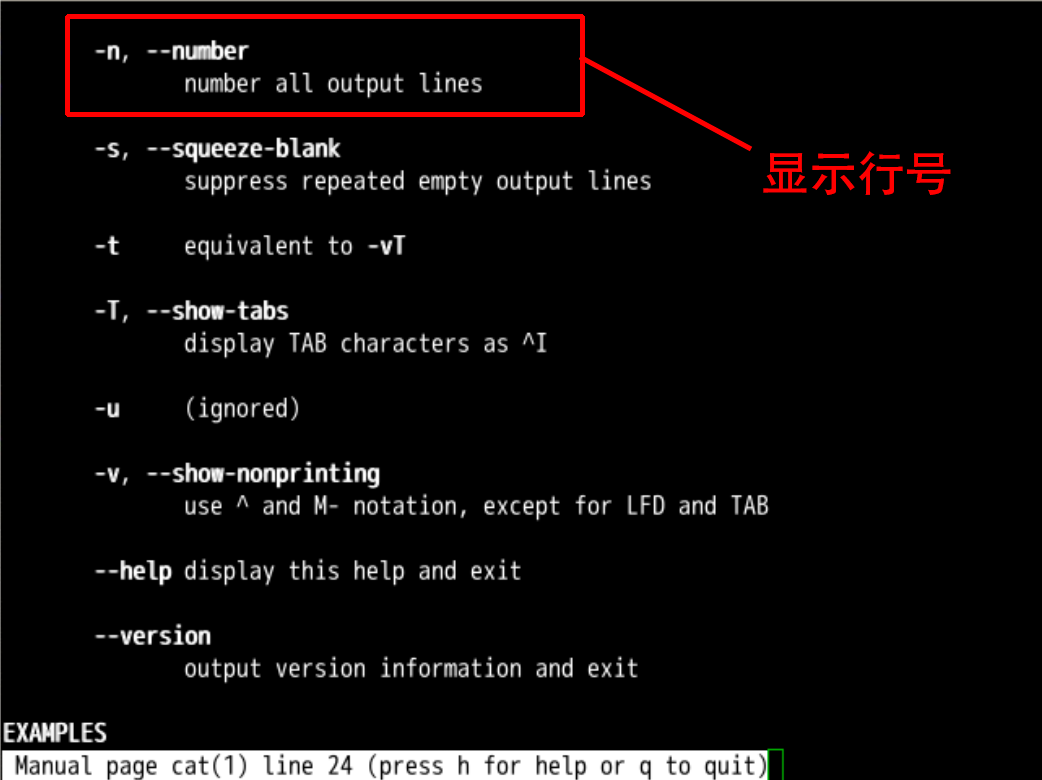 -n, --number
number all output lines
显示行号
-s, --squeeze-blank
suppress repeated empty output lines
-t equivalent to -vT
-T, --show-tabs
display TAB characters as ^I
-u (ignored)
-v, --show-nonprinting
use ^ and M- notation, except for LFD and TAB
--help display this help and exit
--version
output version information and exit
EXAMPLES
Manual page cat(1) line 24 (press h for help or q to quit)